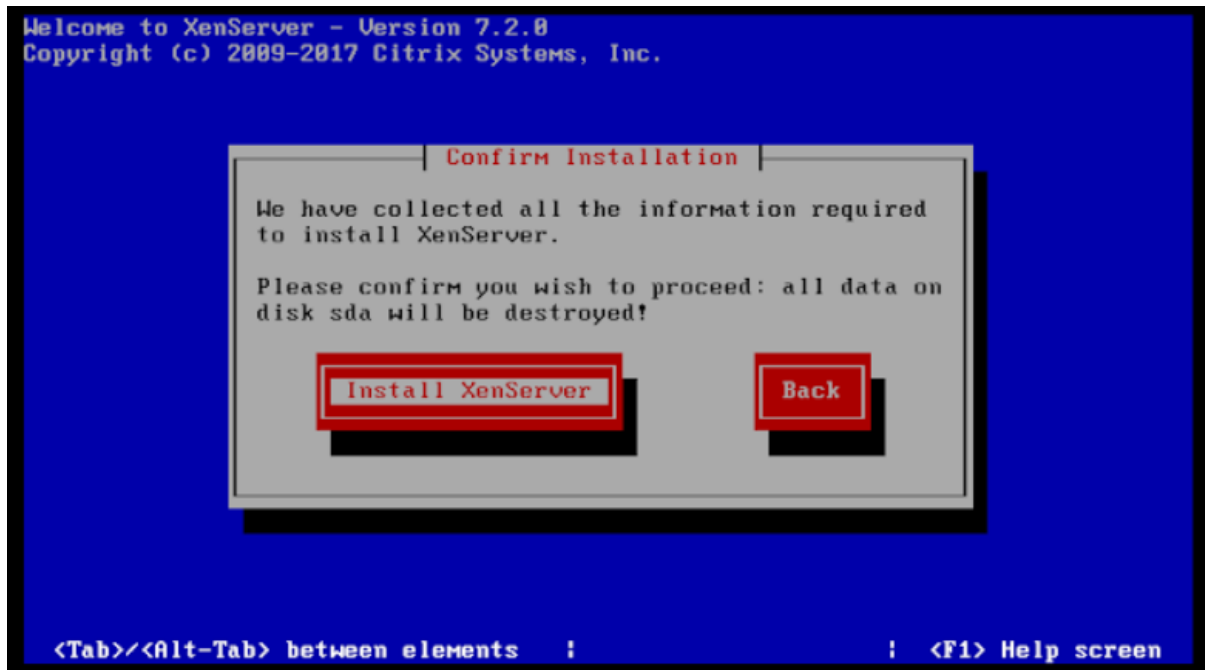 Welcome to XenServer - Version 7.2.0
Copyright (c) 2009-2017 Citrix Systems, Inc.
Confirm Installation
We have collected all the information required
to install XenServer.
Please confirm you wish to proceed: all data on
disk sda will be destroyed!
Install XenServer
Back
<Tab>/<Alt-Tab> between elements | | <F1> Help screen